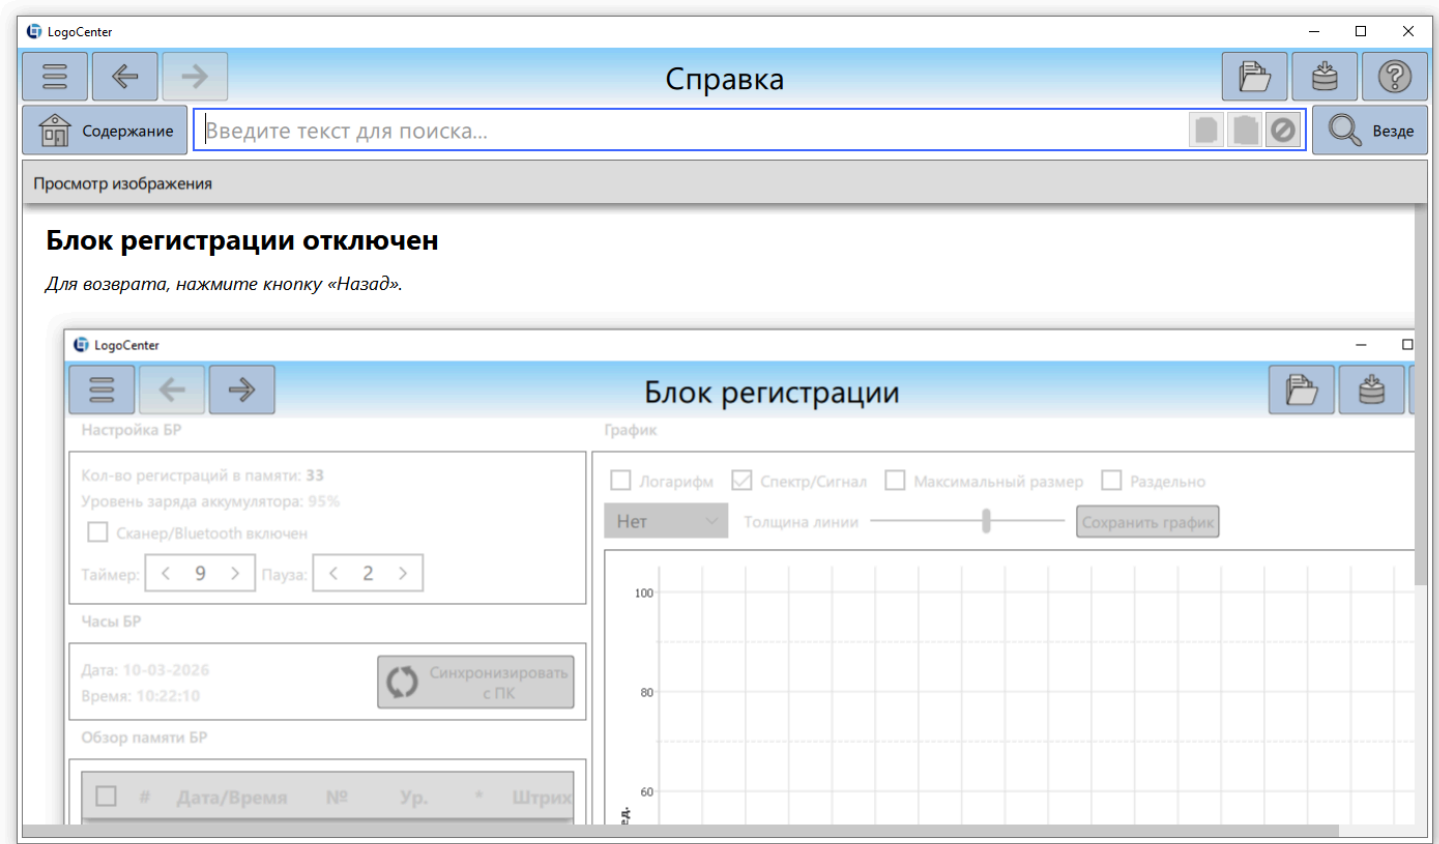 LogoCenter
Справка
Содержание
Введите текст для поиска...
Везде
Просмотр изображения
Блок регистрации отключен
Для возврата, нажмите кнопку «Назад».
LogoCenter
Блок регистрации
Настройка БР
Кол-во регистраций в памяти: 33
Уровень заряда аккумулятора: 95%
Сканер/Bluetooth включен
Таймер: 9 Пауза: 2
Часы БР
Дата: 10-03-2026
Время: 10:22:10
Синхронизировать
с ПК
Обзор памяти БР
# Дата/Время № Ур. * Штрих
График
Логарифм Спектр/Сигнал Максимальный размер Раздельно
Нет Толщина линии Сохранить график
100
80
60
ед.